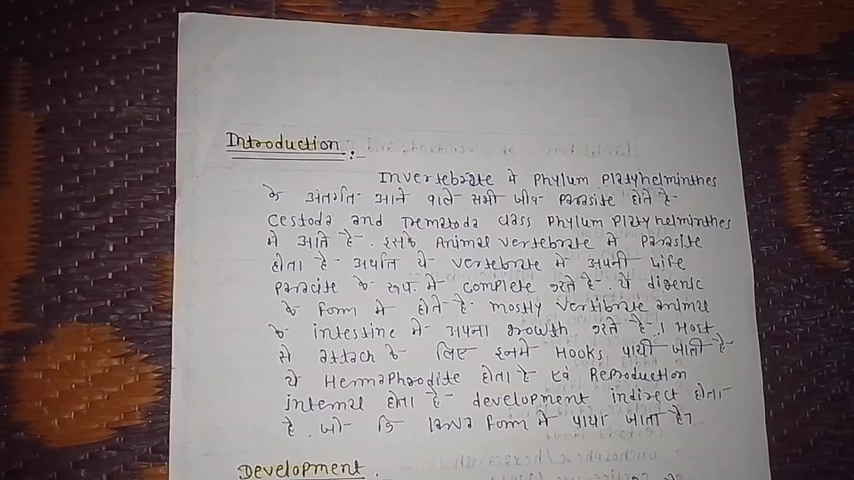 Introduction :-
Invertebrate मे Phylum Platyhelminthes
के अंतर्गत आने वाले सभी जीव Parasite होते है-
Cestoda and Trematoda class Phylum Platyhelminthes
मे आते है. इसके Animal vertebrate मे Parasite
होता है- अर्थात ये vertebrate मे अपनी Life
Paracite के रूप. मे complete करते है. ये digenic
के Form मे होते है. mostly vertibrate animal
के intestine मे अपना Growth करते है.। Host
से attach के लिए इनमे Hooks पायी जाती है-
ये Hermaphrodite होता है एवं Reproduction
internal होता है- development indirect होता
है. जो- कि larva Form मे पाया जाता है।
Development.